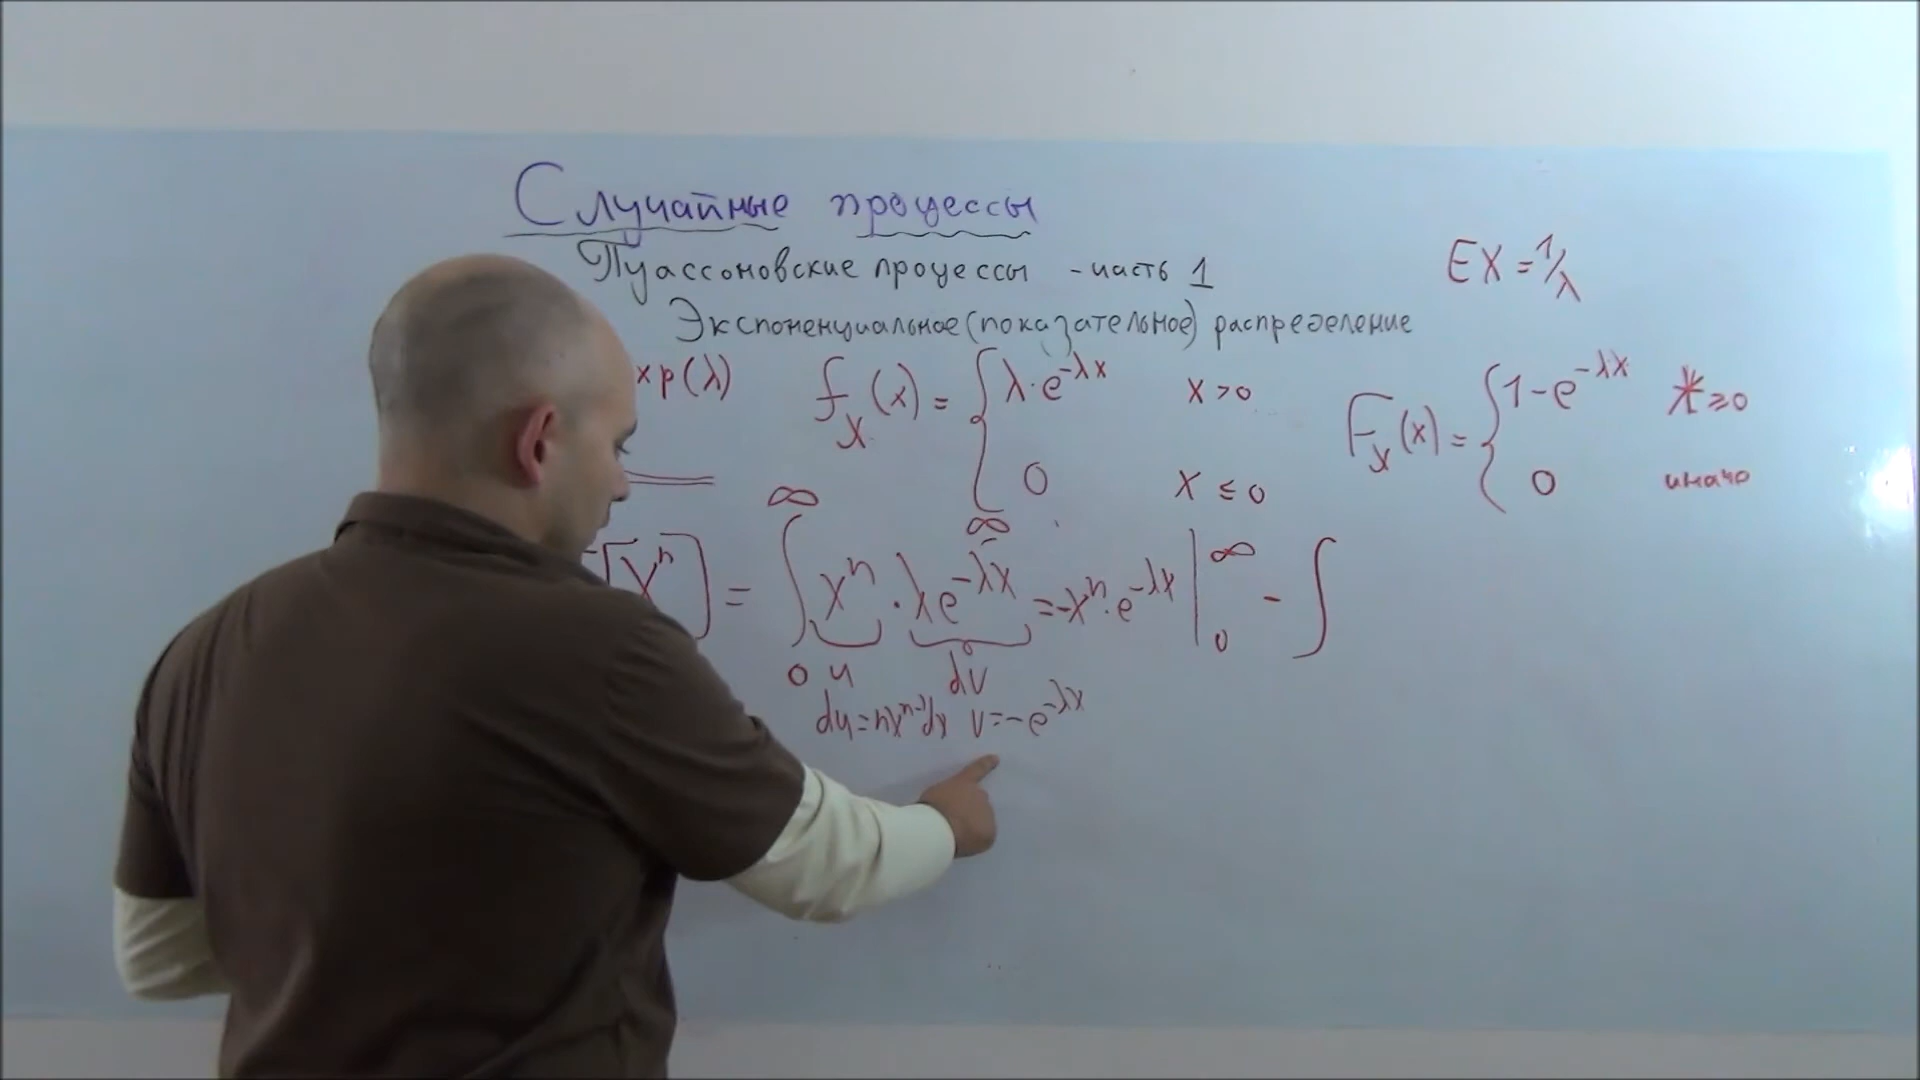 Случайные процессы
Пуассоновские процессы - часть 1
EX = 1/λ
Экспоненциальное (показательное) распределение
xp(λ) f_X(x) = { λ·e^{-λx} x > 0
0 x ≤ 0
F_X(x) = { 1-e^{-λx} x ≥ 0
0 иначе
[X^n] = ∫_0^∞ x^n · λe^{-λx} = -x^n·e^{-λx} |_0^∞ - ∫
u dv
du = nx^{n-1}dx v = -e^{-λx}